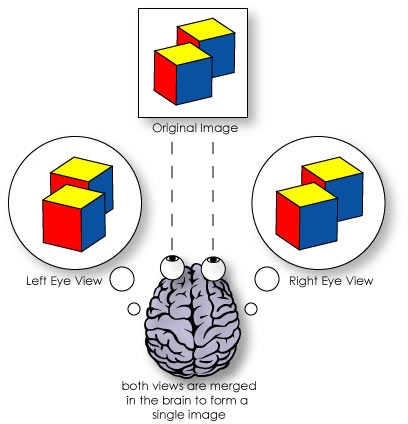 Original Image
Left Eye View
Right Eye View
both views are merged
in the brain to form a
single image